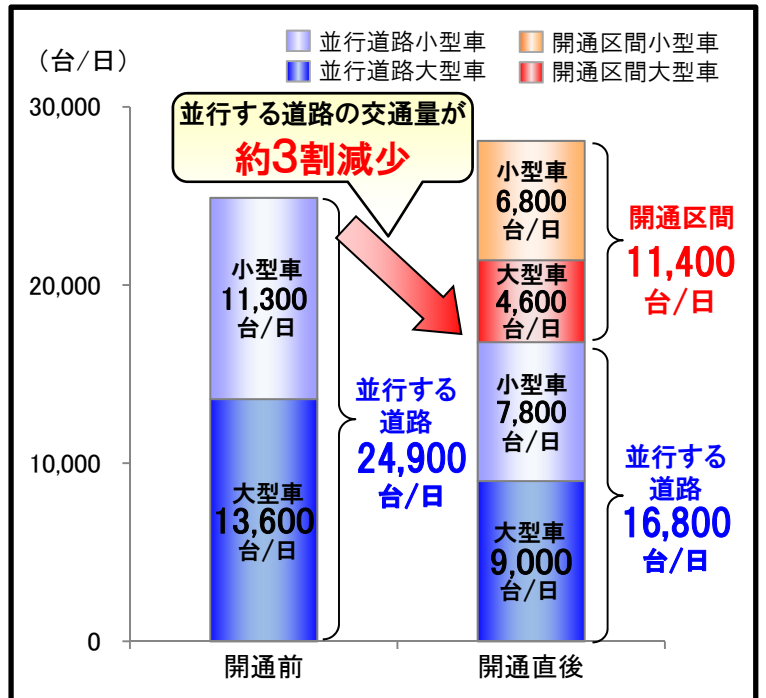 （台/日）
並行道路小型車
開通区間小型車
並行道路大型車
開通区間大型車
30,000
20,000
10,000
0
並行する道路の交通量が
約3割減少
小型車
11,300
台/日
大型車
13,600
台/日
並行する
道路
24,900
台/日
小型車
6,800
台/日
大型車
4,600
台/日
小型車
7,800
台/日
大型車
9,000
台/日
開通区間
11,400
台/日
並行する
道路
16,800
台/日
開通前
開通直後